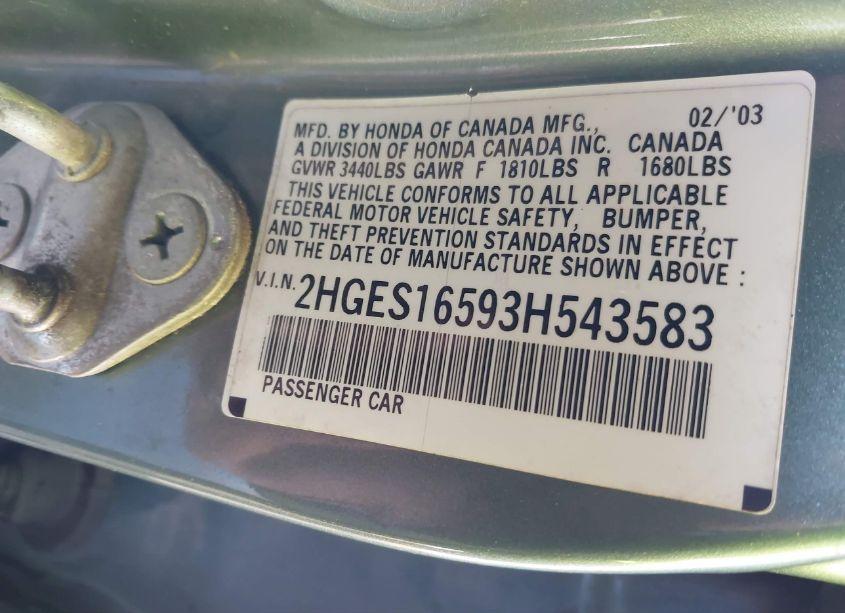 02/'03
MFD. BY HONDA OF CANADA MFG.,
A DIVISION OF HONDA CANADA INC. CANADA
GVWR 3440LBS GAWR F 1810LBS R 1680LBS
THIS VEHICLE CONFORMS TO ALL APPLICABLE
FEDERAL MOTOR VEHICLE SAFETY, BUMPER,
AND THEFT PREVENTION STANDARDS IN EFFECT
ON THE DATE OF MANUFACTURE SHOWN ABOVE :
V.I.N. 2HGES16593H543583
PASSENGER CAR